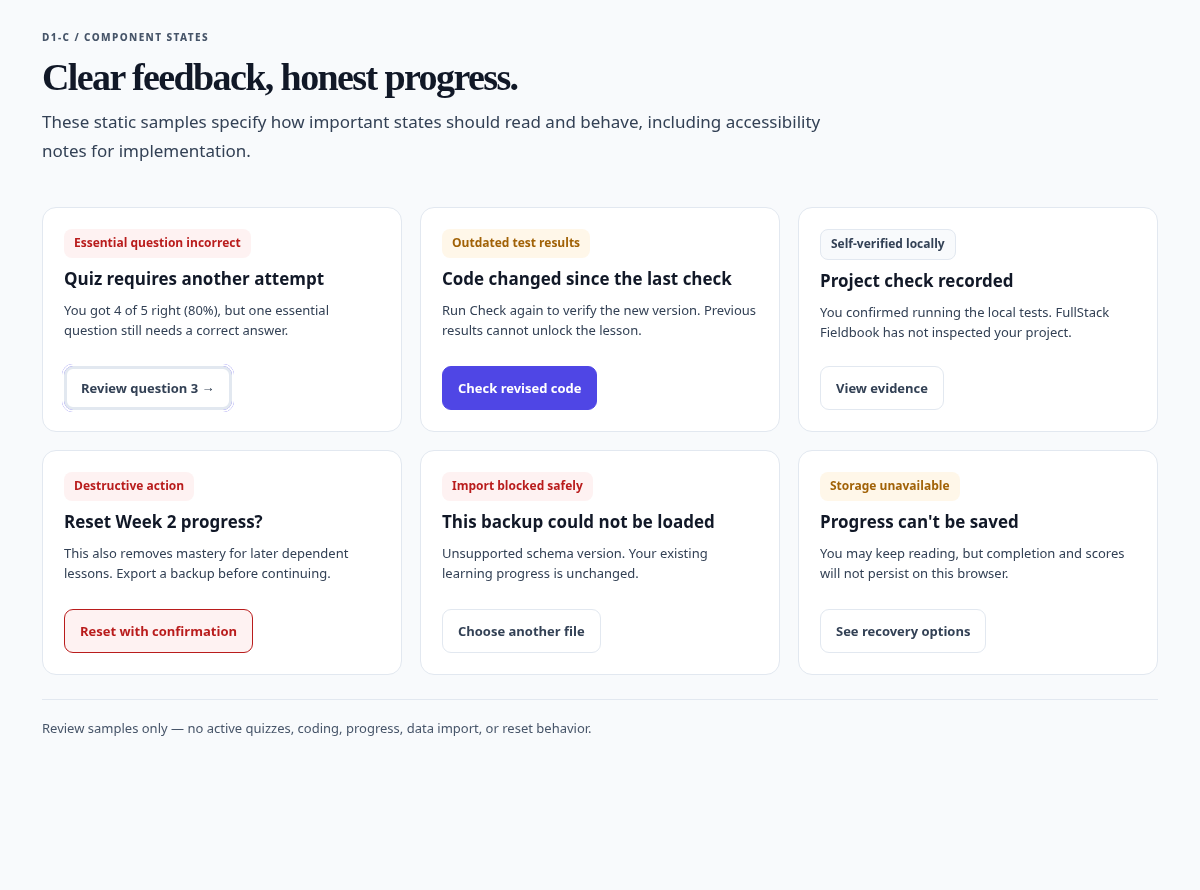 D1-C / COMPONENT STATES
Clear feedback, honest progress.
These static samples specify how important states should read and behave, including accessibility
notes for implementation.
Essential question incorrect
Quiz requires another attempt
You got 4 of 5 right (80%), but one essential
question still needs a correct answer.
Review question 3 →
Outdated test results
Code changed since the last check
Run Check again to verify the new version. Previous
results cannot unlock the lesson.
Check revised code
Self-verified locally
Project check recorded
You confirmed running the local tests. FullStack
Fieldbook has not inspected your project.
View evidence
Destructive action
Reset Week 2 progress?
This also removes mastery for later dependent
lessons. Export a backup before continuing.
Reset with confirmation
Import blocked safely
This backup could not be loaded
Unsupported schema version. Your existing
learning progress is unchanged.
Choose another file
Storage unavailable
Progress can't be saved
You may keep reading, but completion and scores
will not persist on this browser.
See recovery options
Review samples only — no active quizzes, coding, progress, data import, or reset behavior.